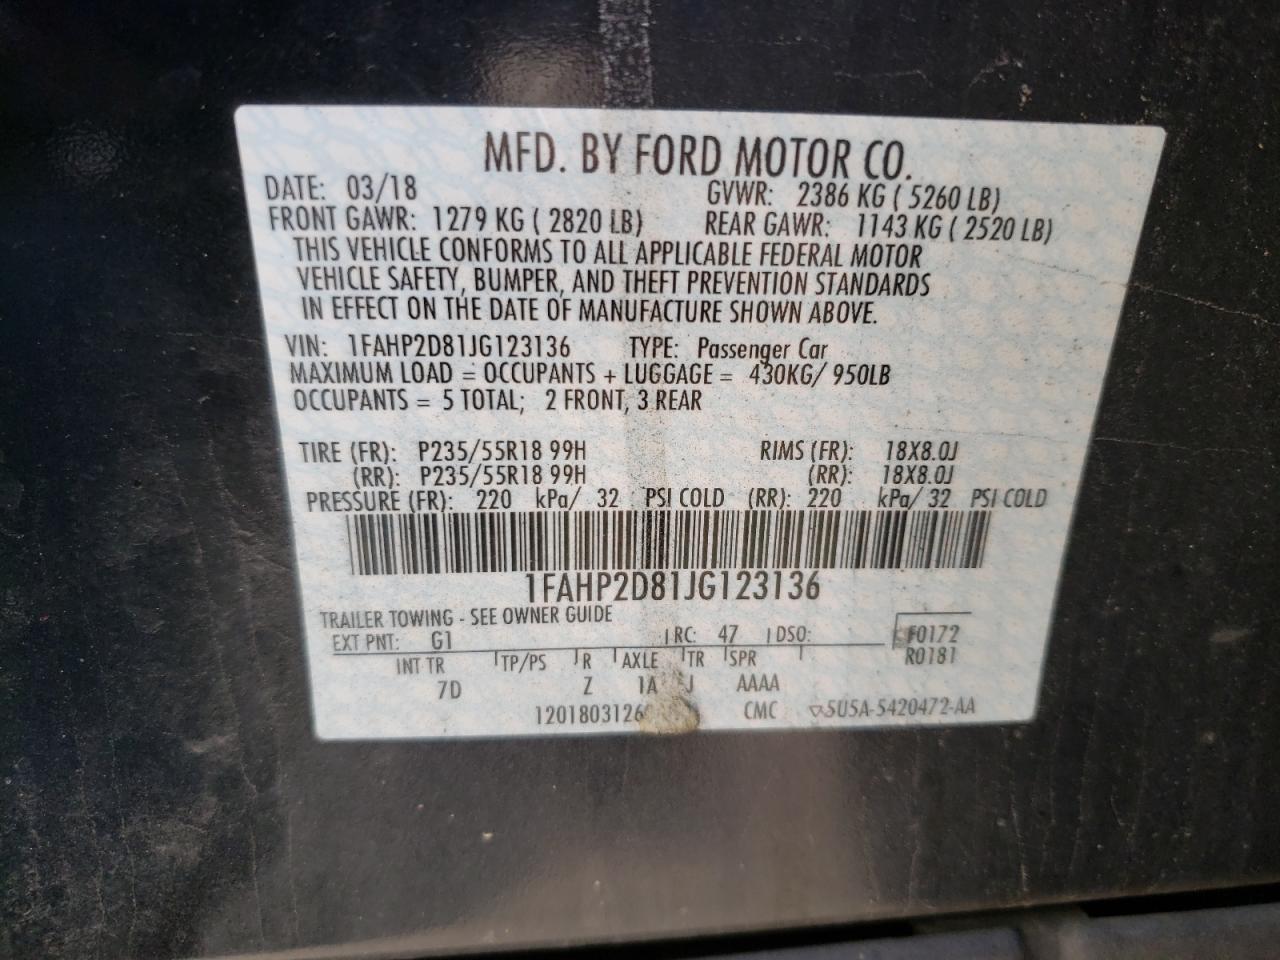 MFD. BY FORD MOTOR CO.
DATE: 03/18 GVWR: 2386 KG ( 5260 LB)
FRONT GAWR: 1279 KG ( 2820 LB) REAR GAWR: 1143 KG ( 2520 LB)
THIS VEHICLE CONFORMS TO ALL APPLICABLE FEDERAL MOTOR
VEHICLE SAFETY, BUMPER, AND THEFT PREVENTION STANDARDS
IN EFFECT ON THE DATE OF MANUFACTURE SHOWN ABOVE.
VIN: 1FAHP2D81JG123136 TYPE: Passenger Car
MAXIMUM LOAD = OCCUPANTS + LUGGAGE = 430KG/ 950LB
OCCUPANTS = 5 TOTAL; 2 FRONT, 3 REAR
TIRE (FR): P235/55R18 99H RIMS (FR): 18X8.0J
(RR): P235/55R18 99H (RR): 18X8.0J
PRESSURE (FR): 220 kPa/ 32 PSI COLD (RR): 220 kPa/ 32 PSI COLD
1FAHP2D81JG123136
TRAILER TOWING - SEE OWNER GUIDE
EXT PNT: G1 RC: 47 DSO: F0172
INT TR TP/PS R AXLE TR SPR R0181
7D Z 1A J AAAA
CMC 5U5A-5420472-AA